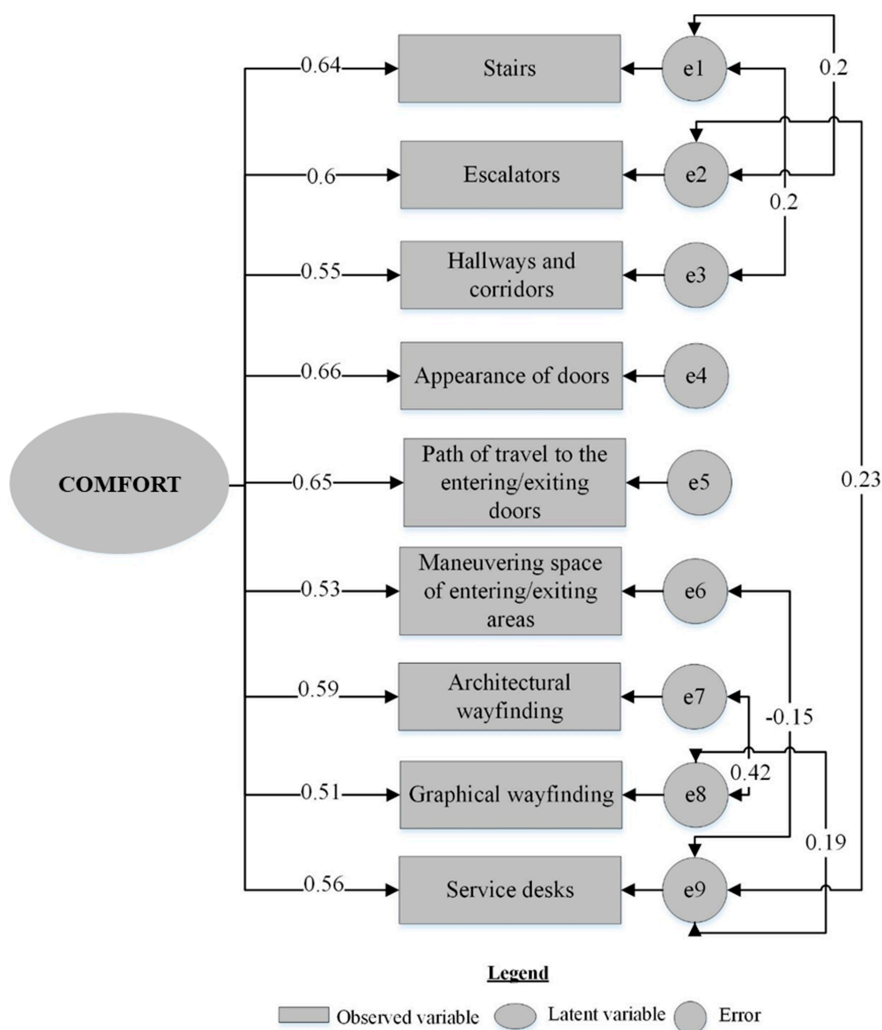 0.64
Stairs
e1
0.2
0.6
Escalators
e2
0.2
0.55
Hallways and
corridors
e3
0.66
Appearance of doors
e4
COMFORT
0.65
Path of travel to the
entering/exiting
doors
e5
0.23
0.53
Maneuvering space
of entering/exiting
areas
e6
0.59
Architectural
wayfinding
e7
-0.15
0.51
Graphical wayfinding
e8
0.42
0.19
0.56
Service desks
e9
Legend
Observed variable
Latent variable
Error